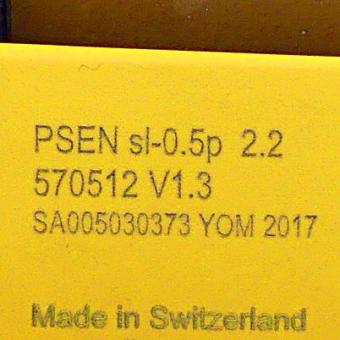 PSEN sl-0.5p 2.2
570512 V1.3
SA005030373 YOM 2017
Made in Switzerland